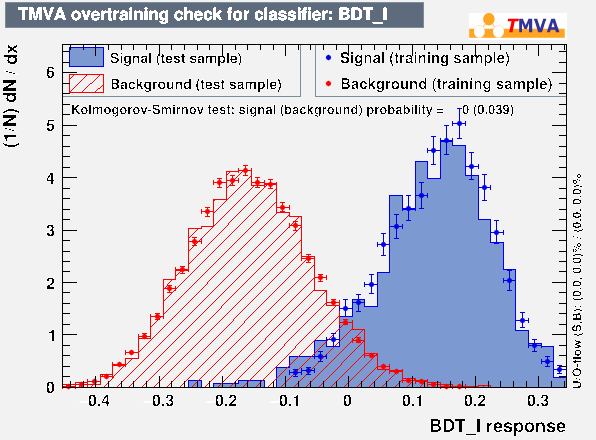 TMVA overtraining check for classifier: BDT_I
TMVA
Signal (test sample)
Background (test sample)
Signal (training sample)
Background (training sample)
Kolmogorov-Smirnov test: signal (background) probability = 0 (0.039)
(1/N) dN / dx
6
5
4
3
2
1
0
-0.4 -0.3 -0.2 -0.1 0 0.1 0.2 0.3
BDT_I response
U/O-flow (S,B): (0.0, 0.0)% / (0.0, 0.0)%